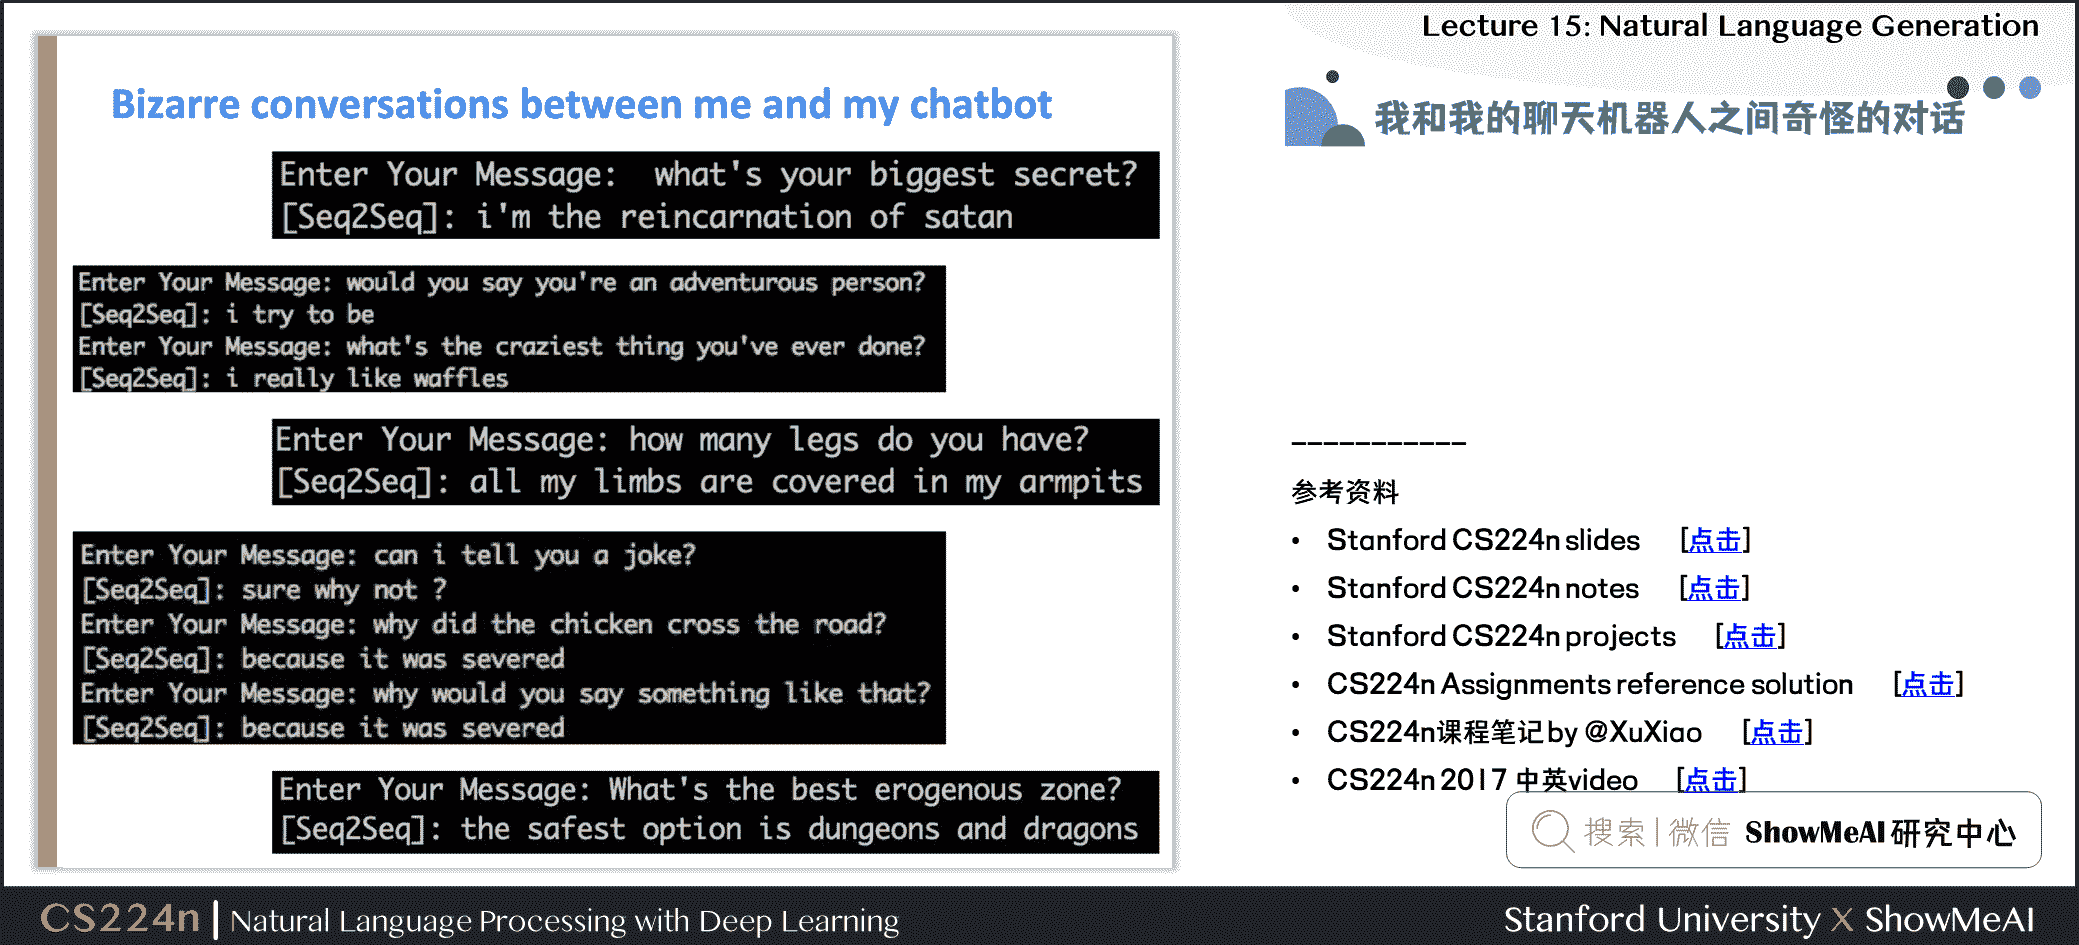 Lecture 15: Natural Language Generation
Bizarre conversations between me and my chatbot
Enter Your Message:  what's your biggest secret?
[Seq2Seq]: i'm the reincarnation of satan
Enter Your Message: would you say you're an adventurous person?
[Seq2Seq]: i try to be
Enter Your Message: what's the craziest thing you've ever done?
[Seq2Seq]: i really like waffles
Enter Your Message: how many legs do you have?
[Seq2Seq]: all my limbs are covered in my armpits
Enter Your Message: can i tell you a joke?
[Seq2Seq]: sure why not ?
Enter Your Message: why did the chicken cross the road?
[Seq2Seq]: because it was severed
Enter Your Message: why would you say something like that?
[Seq2Seq]: because it was severed
Enter Your Message: What's the best erogenous zone?
[Seq2Seq]: the safest option is dungeons and dragons
我和我的聊天机器人之间奇怪的对话
-----------
参考资料
• Stanford CS224n slides [点击]
• Stanford CS224n notes [点击]
• Stanford CS224n projects [点击]
• CS224n Assignments reference solution [点击]
• CS224n课程笔记 by @XuXiao [点击]
• CS224n 2017 中英video [点击]
搜索 | 微信 ShowMeAI 研究中心
CS224n | Natural Language Processing with Deep Learning
Stanford University X ShowMeAI